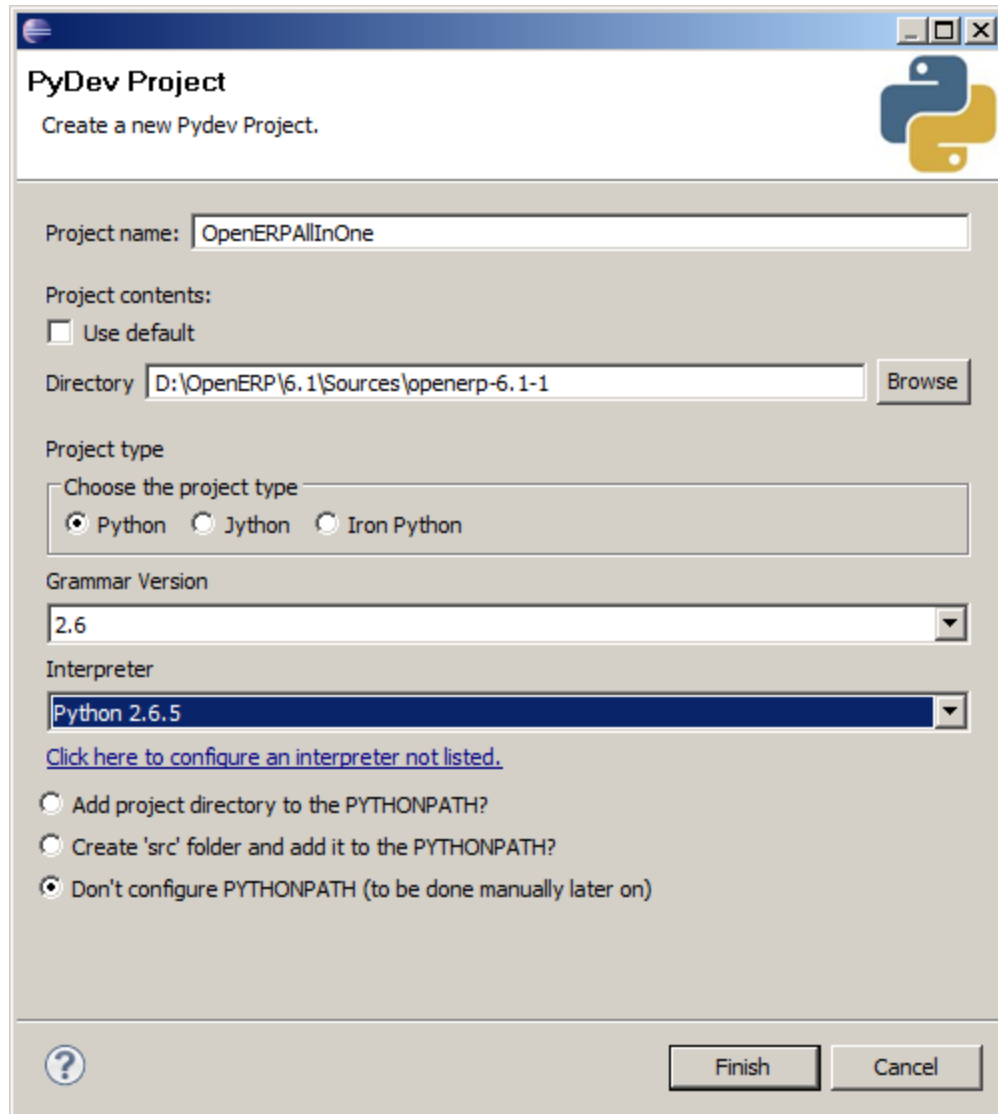 PyDev Project
Create a new Pydev Project.
Project name: OpenERPAllInOne
Project contents:
Use default
Directory D:\OpenERP\6.1\Sources\openerp-6.1-1 Browse
Project type
Choose the project type
Python Jython Iron Python
Grammar Version
2.6
Interpreter
Python 2.6.5
Click here to configure an interpreter not listed.
Add project directory to the PYTHONPATH?
Create 'src' folder and add it to the PYTHONPATH?
Don't configure PYTHONPATH (to be done manually later on)
? Finish Cancel